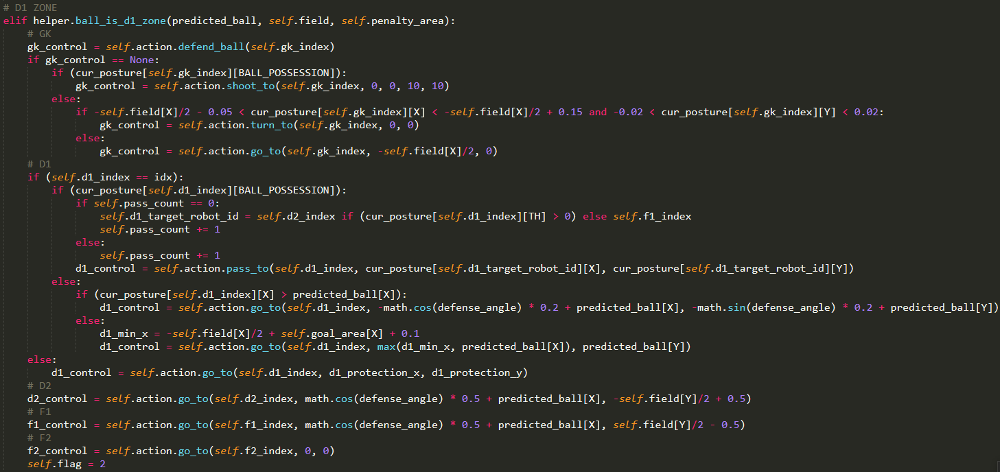 # D1 ZONE
elif helper.ball_is_d1_zone(predicted_ball, self.field, self.penalty_area):
    # GK
    gk_control = self.action.defend_ball(self.gk_index)
    if gk_control == None:
        if (cur_posture[self.gk_index][BALL_POSSESSION]):
            gk_control = self.action.shoot_to(self.gk_index, 0, 0, 10, 10)
        else:
            if -self.field[X]/2 - 0.05 < cur_posture[self.gk_index][X] < -self.field[X]/2 + 0.15 and -0.02 < cur_posture[self.gk_index][Y] < 0.02:
                gk_control = self.action.turn_to(self.gk_index, 0, 0)
            else:
                gk_control = self.action.go_to(self.gk_index, -self.field[X]/2, 0)
    # D1
    if (self.d1_index == idx):
        if (cur_posture[self.d1_index][BALL_POSSESSION]):
            if self.pass_count == 0:
                self.d1_target_robot_id = self.d2_index if (cur_posture[self.d1_index][TH] > 0) else self.f1_index
                self.pass_count += 1
            else:
                self.pass_count += 1
            d1_control = self.action.pass_to(self.d1_index, cur_posture[self.d1_target_robot_id][X], cur_posture[self.d1_target_robot_id][Y])
        else:
            if (cur_posture[self.d1_index][X] > predicted_ball[X]):
                d1_control = self.action.go_to(self.d1_index, -math.cos(defense_angle) * 0.2 + predicted_ball[X], -math.sin(defense_angle) * 0.2 + predicted_ball[Y])
            else:
                d1_min_x = -self.field[X]/2 + self.goal_area[X] + 0.1
                d1_control = self.action.go_to(self.d1_index, max(d1_min_x, predicted_ball[X]), predicted_ball[Y])
    else:
        d1_control = self.action.go_to(self.d1_index, d1_protection_x, d1_protection_y)
    # D2
    d2_control = self.action.go_to(self.d2_index, math.cos(defense_angle) * 0.5 + predicted_ball[X], -self.field[Y]/2 + 0.5)
    # F1
    f1_control = self.action.go_to(self.f1_index, math.cos(defense_angle) * 0.5 + predicted_ball[X], self.field[Y]/2 - 0.5)
    # F2
    f2_control = self.action.go_to(self.f2_index, 0, 0)
    self.flag = 2